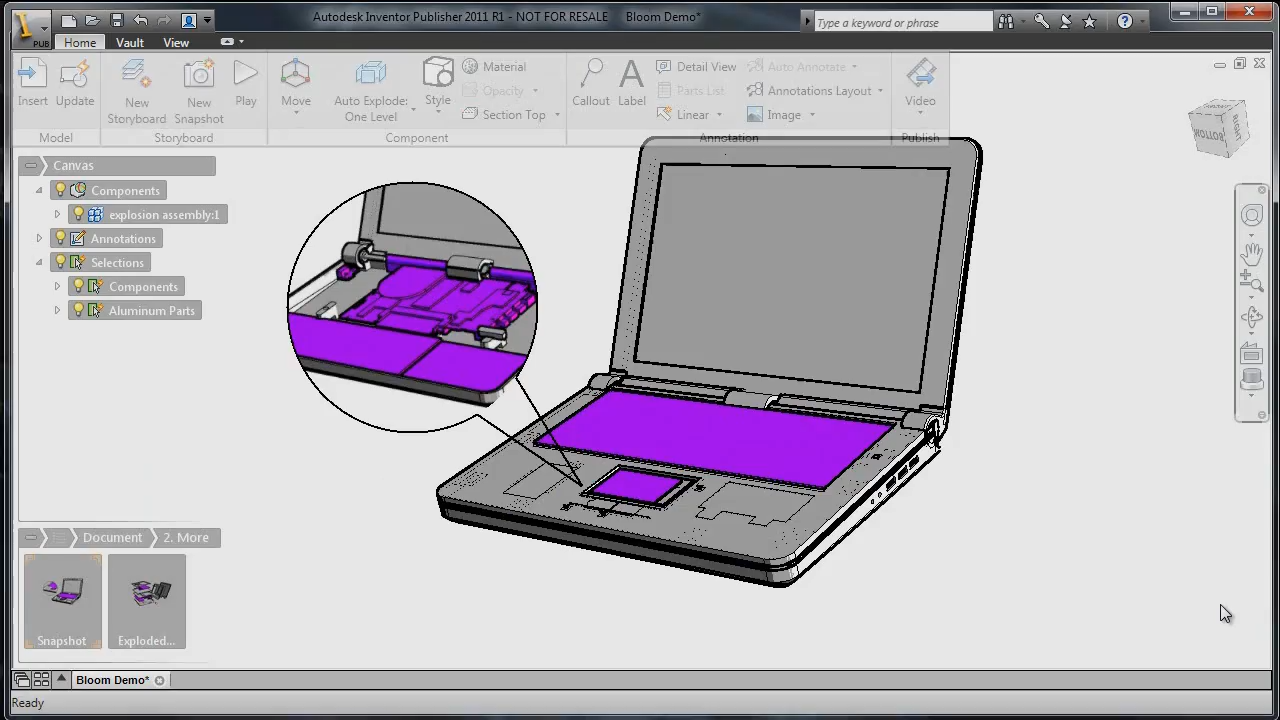 Autodesk Inventor Publisher 2011 R1 - NOT FOR RESALE Bloom Demo*
Type a keyword or phrase
PUB
Home Vault View
Insert
Update
New Storyboard
New Snapshot
Play
Move
Auto Explode: One Level
Style
Material
Opacity
Section Top
Callout
Label
Detail View
Parts List
Linear
Auto Annotate
Annotations Layout
Image
Video
Model Storyboard Component Annotation Publish
BOTTOM
Canvas
Components
explosion assembly:1
Annotations
Selections
Components
Aluminum Parts
Document 2. More
Snapshot Exploded...
Bloom Demo*
Ready